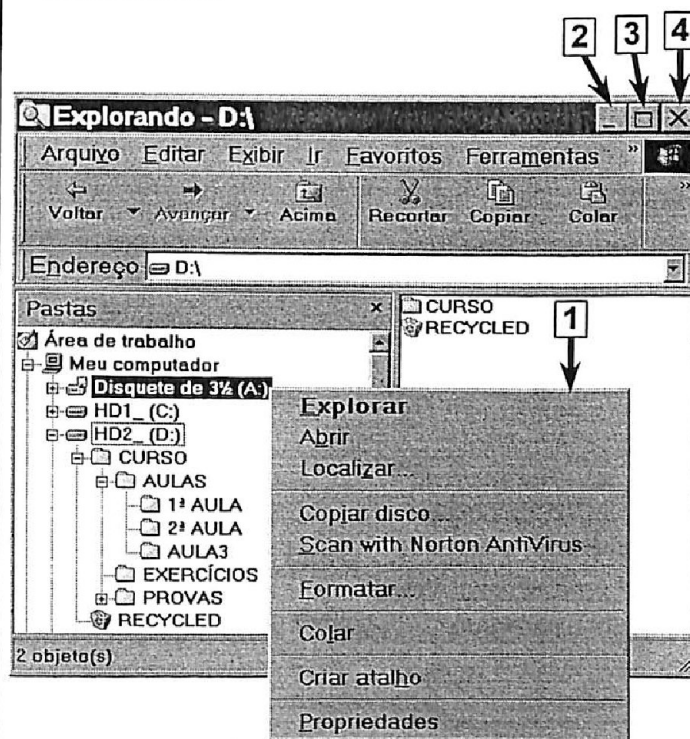 2 3 4
Explorando - D:\
Arquivo Editar Exibir Ir Favoritos Ferramentas »
Voltar Avançar Acima Recortar Copiar Colar »
Endereço D:\
Pastas ×
CURSO
RECYCLED
1
Área de trabalho
Meu computador
Disquete de 3½ (A:)
HD1_ (C:)
HD2_ (D:)
CURSO
AULAS
1ª AULA
2ª AULA
AULA3
EXERCÍCIOS
PROVAS
RECYCLED
2 objeto(s)
Explorar
Abrir
Localizar...
Copiar disco...
Scan with Norton AntiVirus
Formatar...
Colar
Criar atalho
Propriedades